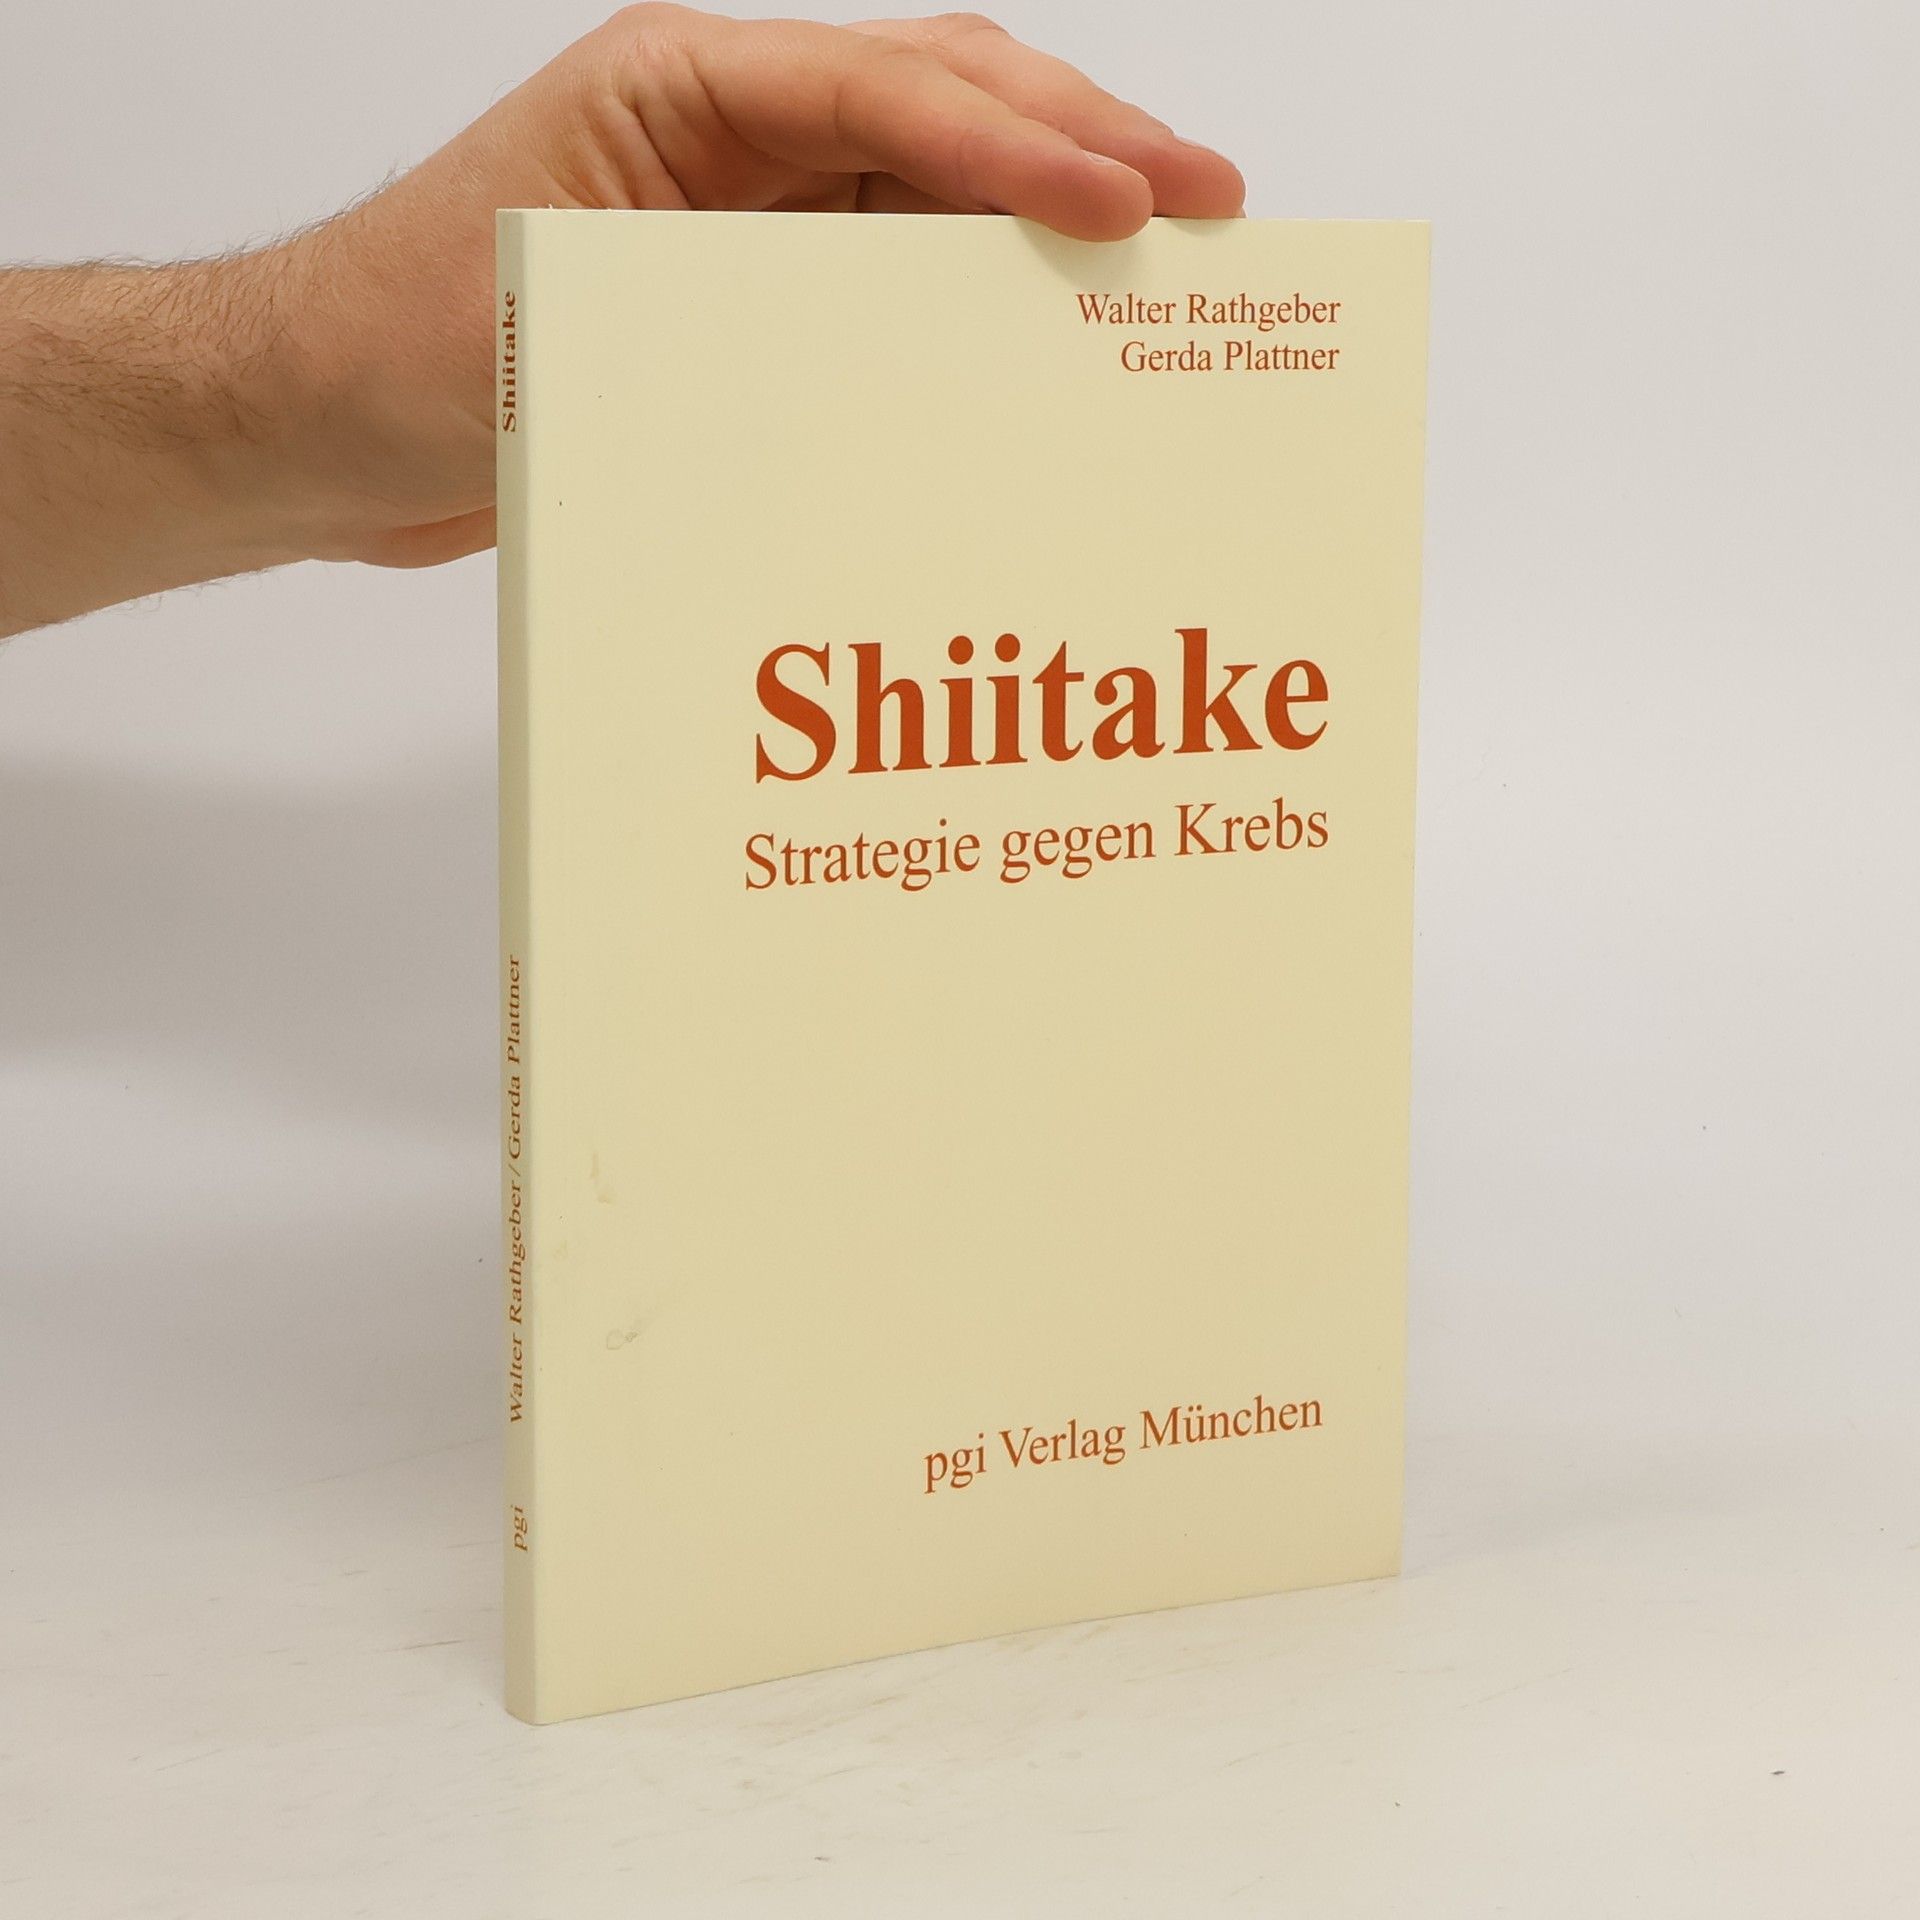 Walter Rathgeber
Gerda Plattner
Shiitake
Strategie gegen Krebs
pgi Verlag München
Shiitake
Walter Rathgeber/Gerda Plattner
pgi